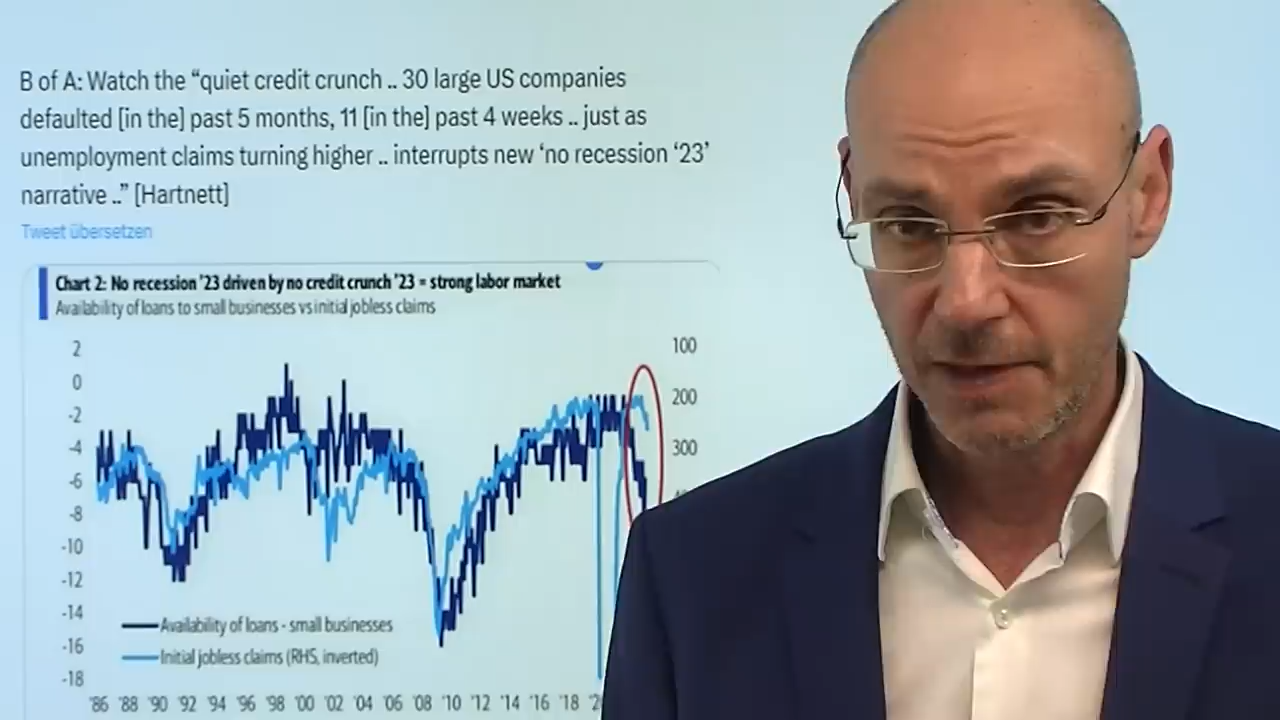 B of A: Watch the “quiet credit crunch .. 30 large US companies
defaulted [in the] past 5 months, 11 [in the] past 4 weeks .. just as
unemployment claims turning higher .. interrupts new ‘no recession ‘23’
narrative ..” [Hartnett]
Tweet übersetzen
Chart 2: No recession '23 driven by no credit crunch '23 = strong labor market
Availability of loans to small businesses vs initial jobless claims
2 100
0 200
-2
-4 300
-6
-8
-10
-12
-14
-16
-18
Availability of loans - small businesses
Initial jobless claims (RHS, inverted)
'86 '88 '90 '92 '94 '96 '98 '00 '02 '04 '06 '08 '10 '12 '14 '16 '18